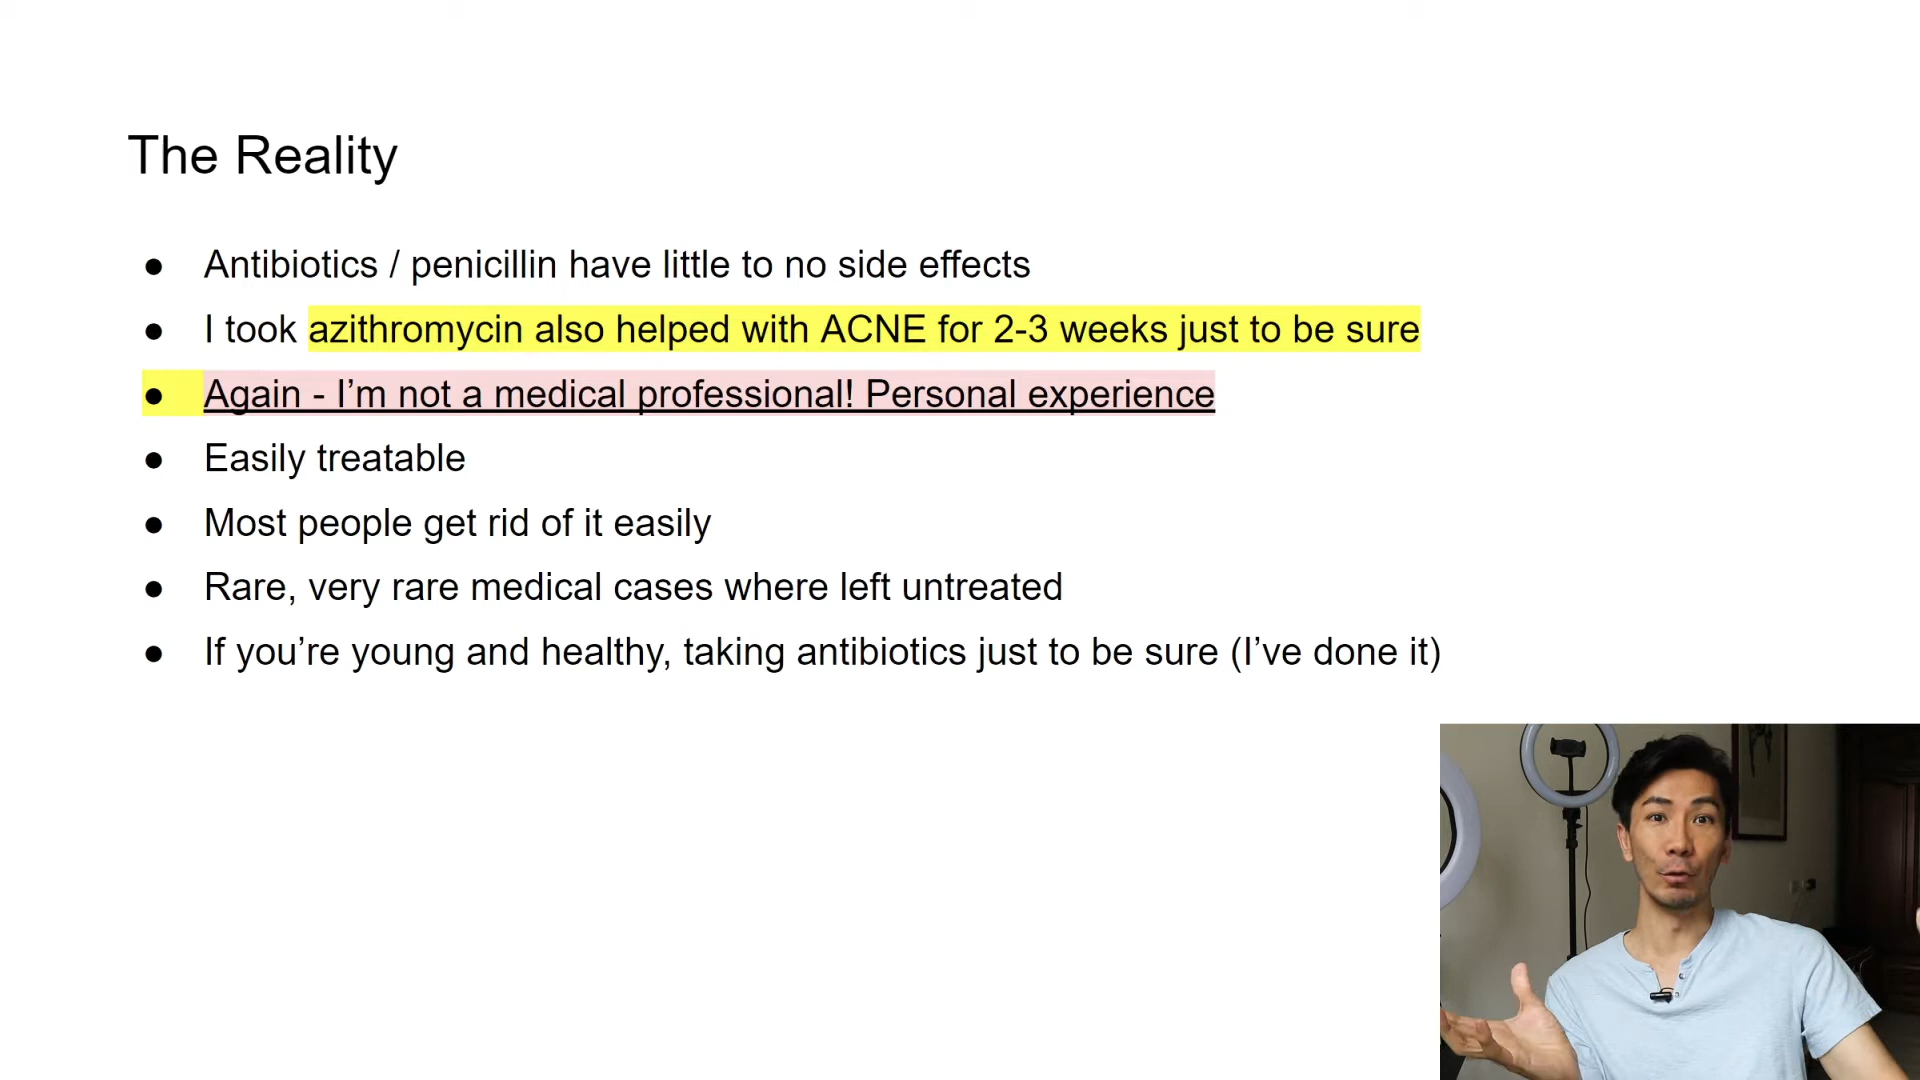 The Reality
● Antibiotics / penicillin have little to no side effects
● I took azithromycin also helped with ACNE for 2-3 weeks just to be sure
● Again - I’m not a medical professional! Personal experience
● Easily treatable
● Most people get rid of it easily
● Rare, very rare medical cases where left untreated
● If you’re young and healthy, taking antibiotics just to be sure (I’ve done it)